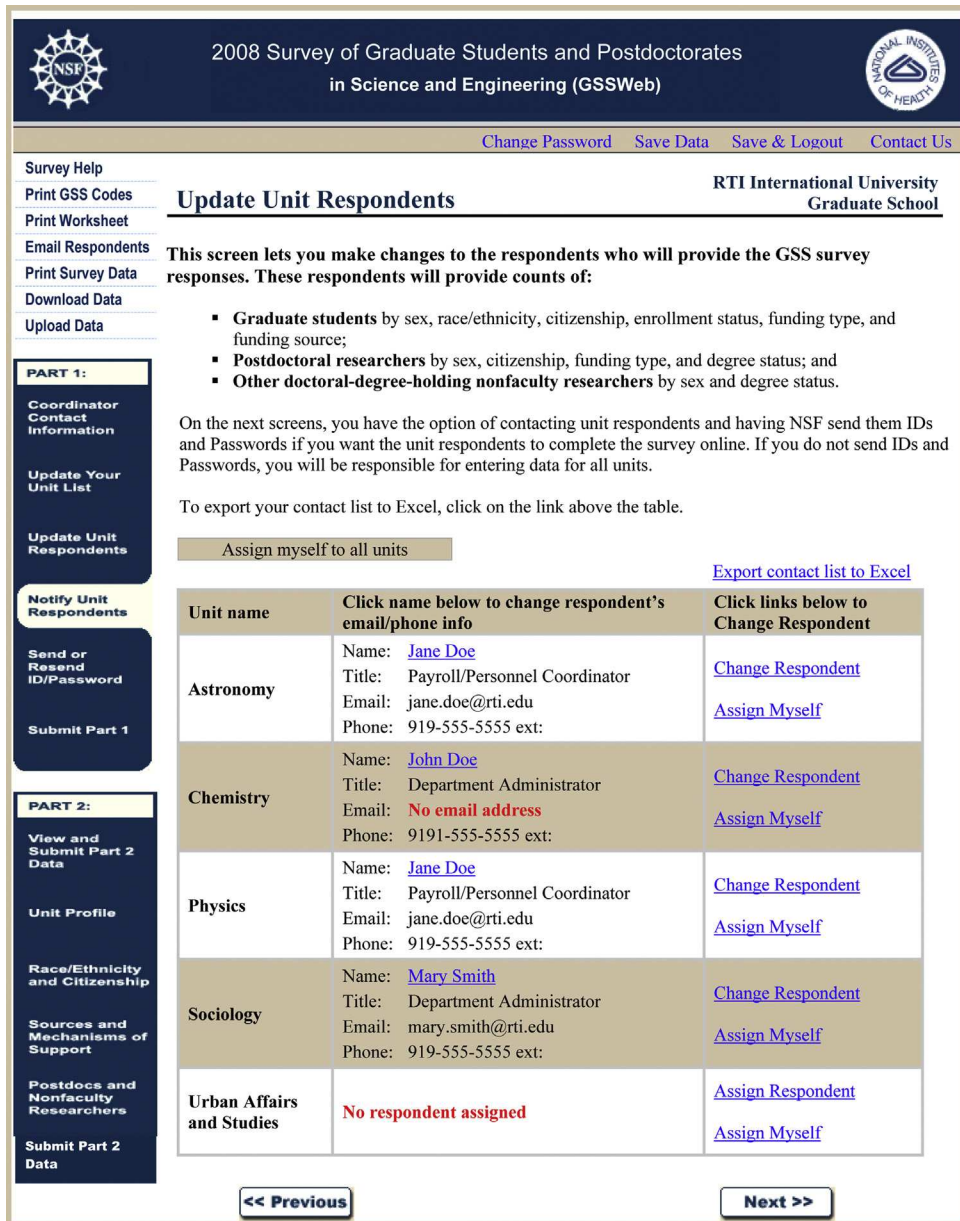 NSF
2008 Survey of Graduate Students and Postdoctorates
in Science and Engineering (GSSWeb)
NATIONAL INSTITUTES OF HEALTH
Change Password Save Data Save & Logout Contact Us
Survey Help
Print GSS Codes
Print Worksheet
Email Respondents
Print Survey Data
Download Data
Upload Data
PART 1:
Coordinator
Contact
Information
Update Your
Unit List
Update Unit
Respondents
Notify Unit
Respondents
Send or
Resend
ID/Password
Submit Part 1
PART 2:
View and
Submit Part 2
Data
Unit Profile
Race/Ethnicity
and Citizenship
Sources and
Mechanisms of
Support
Postdocs and
Nonfaculty
Researchers
Submit Part 2
Data
Update Unit Respondents
RTI International University
Graduate School
This screen lets you make changes to the respondents who will provide the GSS survey
responses. These respondents will provide counts of:
▪ Graduate students by sex, race/ethnicity, citizenship, enrollment status, funding type, and
funding source;
▪ Postdoctoral researchers by sex, citizenship, funding type, and degree status; and
▪ Other doctoral-degree-holding nonfaculty researchers by sex and degree status.
On the next screens, you have the option of contacting unit respondents and having NSF send them IDs
and Passwords if you want the unit respondents to complete the survey online. If you do not send IDs and
Passwords, you will be responsible for entering data for all units.
To export your contact list to Excel, click on the link above the table.
Assign myself to all units
Export contact list to Excel
Unit name
Click name below to change respondent's
email/phone info
Click links below to
Change Respondent
Astronomy
Name: Jane Doe
Title: Payroll/Personnel Coordinator
Email: jane.doe@rti.edu
Phone: 919-555-5555 ext:
Change Respondent
Assign Myself
Chemistry
Name: John Doe
Title: Department Administrator
Email: No email address
Phone: 9191-555-5555 ext:
Change Respondent
Assign Myself
Physics
Name: Jane Doe
Title: Payroll/Personnel Coordinator
Email: jane.doe@rti.edu
Phone: 919-555-5555 ext:
Change Respondent
Assign Myself
Sociology
Name: Mary Smith
Title: Department Administrator
Email: mary.smith@rti.edu
Phone: 919-555-5555 ext:
Change Respondent
Assign Myself
Urban Affairs
and Studies
No respondent assigned
Assign Respondent
Assign Myself
<< Previous
Next >>